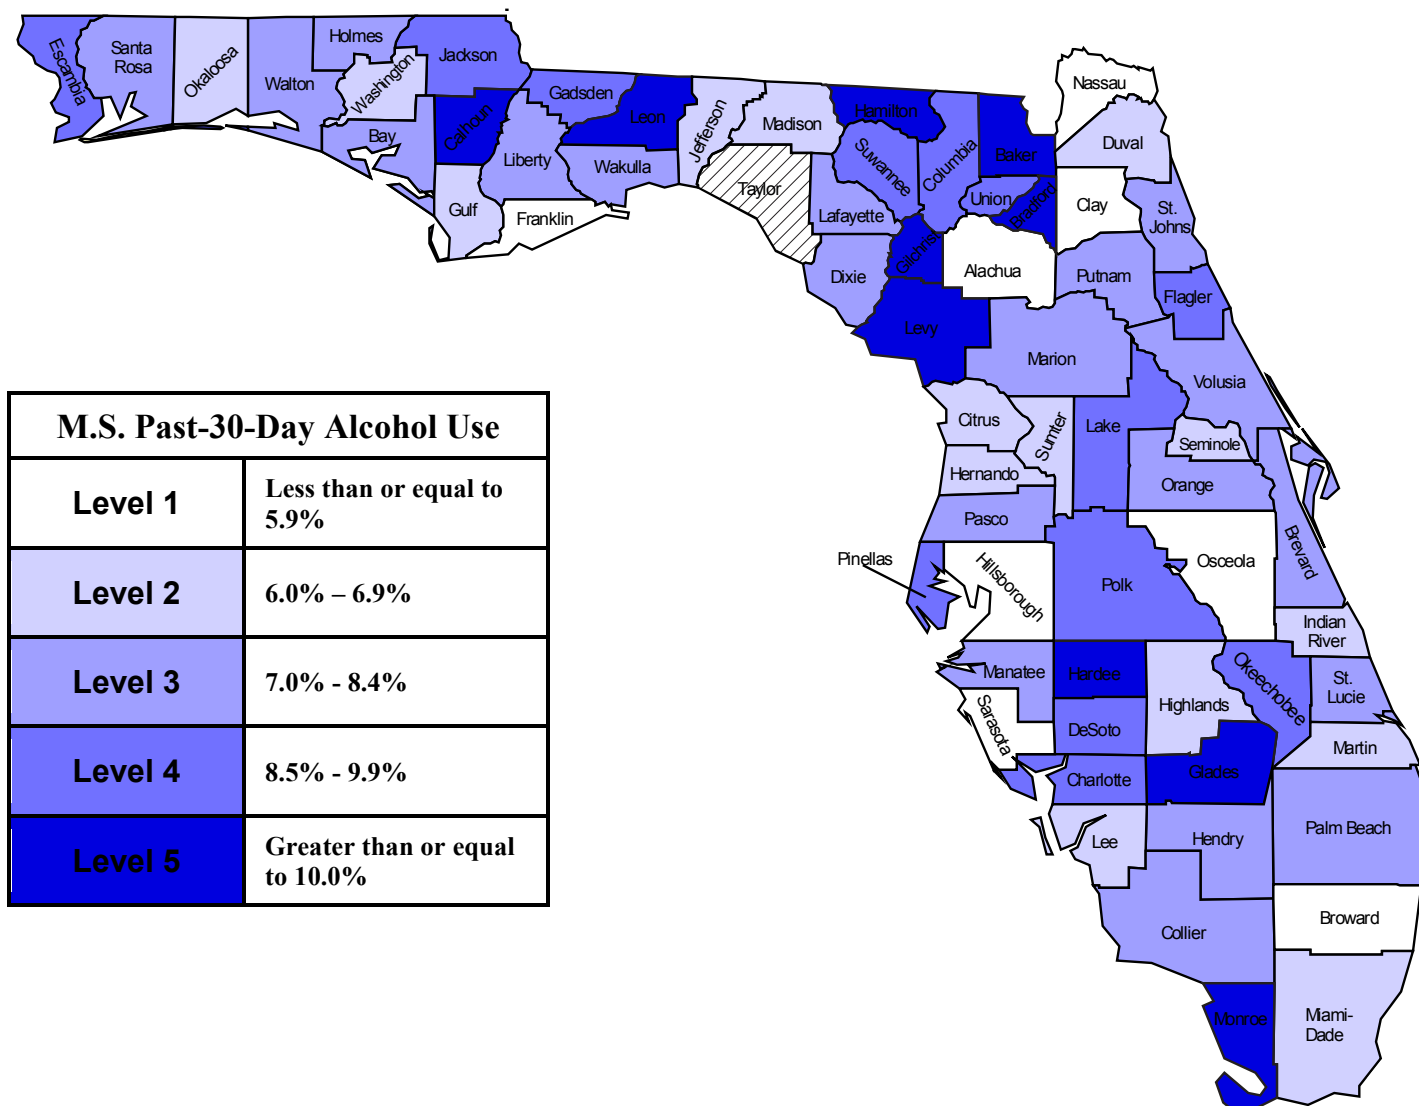 Escambia
Santa
Rosa
Okaloosa
Walton
Holmes
Washington
Bay
Jackson
Calhoun
Gulf
Gadsden
Liberty
Franklin
Leon
Wakulla
Jefferson
Madison
Taylor
Hamilton
Suwannee
Lafayette
Dixie
Columbia
Gilchrist
Levy
Baker
Union
Bradford
Alachua
Nassau
Duval
Clay
St.
Johns
Putnam
Flagler
Marion
Volusia
Citrus
Sumter
Lake
Seminole
Hernando
Orange
Pasco
Brevard
Pinellas
Hillsborough
Polk
Osceola
Indian
River
Manatee
Hardee
Highlands
Okeechobee
St.
Lucie
Sarasota
DeSoto
Martin
Charlotte
Glades
Lee
Hendry
Palm Beach
Collier
Broward
Monroe
Miami-
Dade
M.S. Past-30-Day Alcohol Use
Level 1
Less than or equal to
5.9%
Level 2
6.0% – 6.9%
Level 3
7.0% - 8.4%
Level 4
8.5% - 9.9%
Level 5
Greater than or equal
to 10.0%